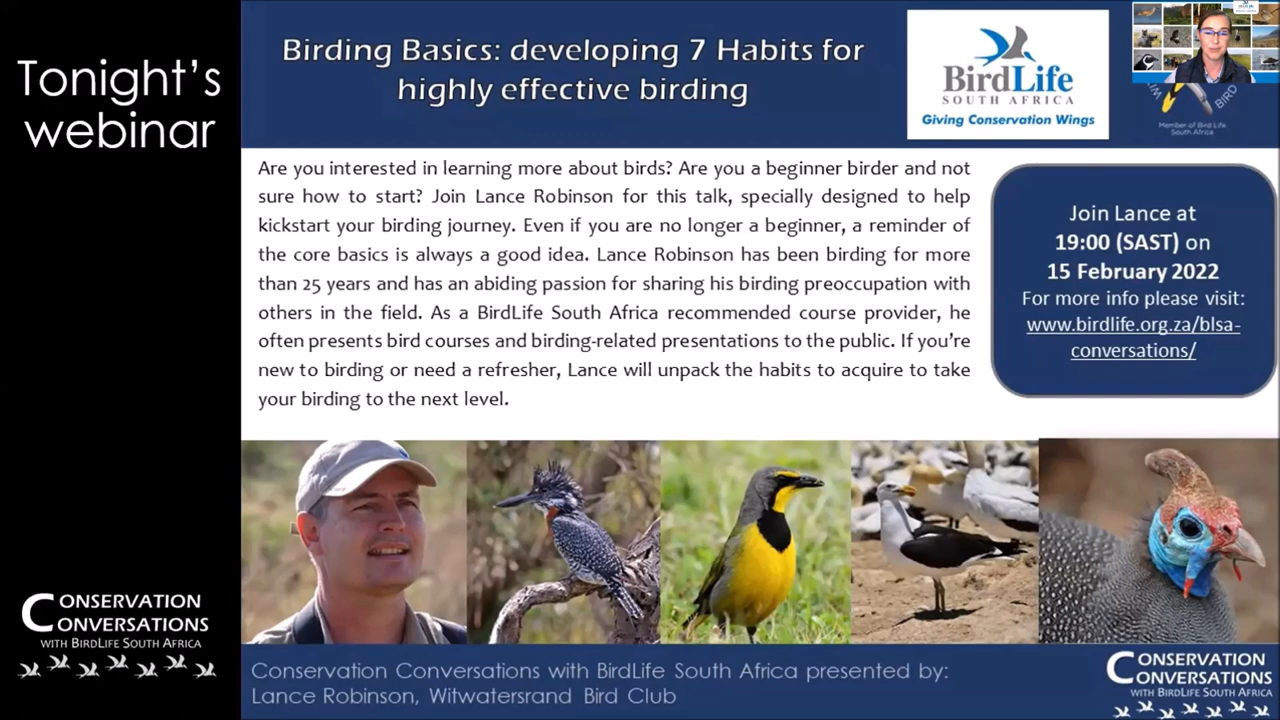 Tonight's
webinar
Birding Basics: developing 7 Habits for
highly effective birding
BirdLife
SOUTH AFRICA
Giving Conservation Wings
BIRD
Member of Bird Life
South Africa
Are you interested in learning more about birds? Are you a beginner birder and not
sure how to start? Join Lance Robinson for this talk, specially designed to help
kickstart your birding journey. Even if you are no longer a beginner, a reminder of
the core basics is always a good idea. Lance Robinson has been birding for more
than 25 years and has an abiding passion for sharing his birding preoccupation with
others in the field. As a BirdLife South Africa recommended course provider, he
often presents bird courses and birding-related presentations to the public. If you're
new to birding or need a refresher, Lance will unpack the habits to acquire to take
your birding to the next level.
Join Lance at
19:00 (SAST) on
15 February 2022
For more info please visit:
www.birdlife.org.za/blsa-
conversations/
CONSERVATION
CONVERSATIONS
WITH BIRDLIFE SOUTH AFRICA
Conservation Conversations with BirdLife South Africa presented by:
Lance Robinson, Witwatersrand Bird Club
CONSERVATION
CONVERSATIONS
WITH BIRDLIFE SOUTH AFRICA